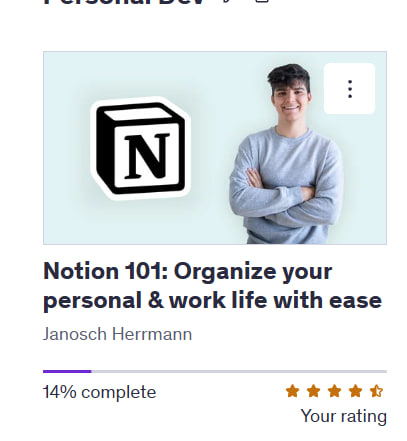 Personal Dev
N
Notion 101: Organize your
personal & work life with ease
Janosch Herrmann
14% complete
Your rating